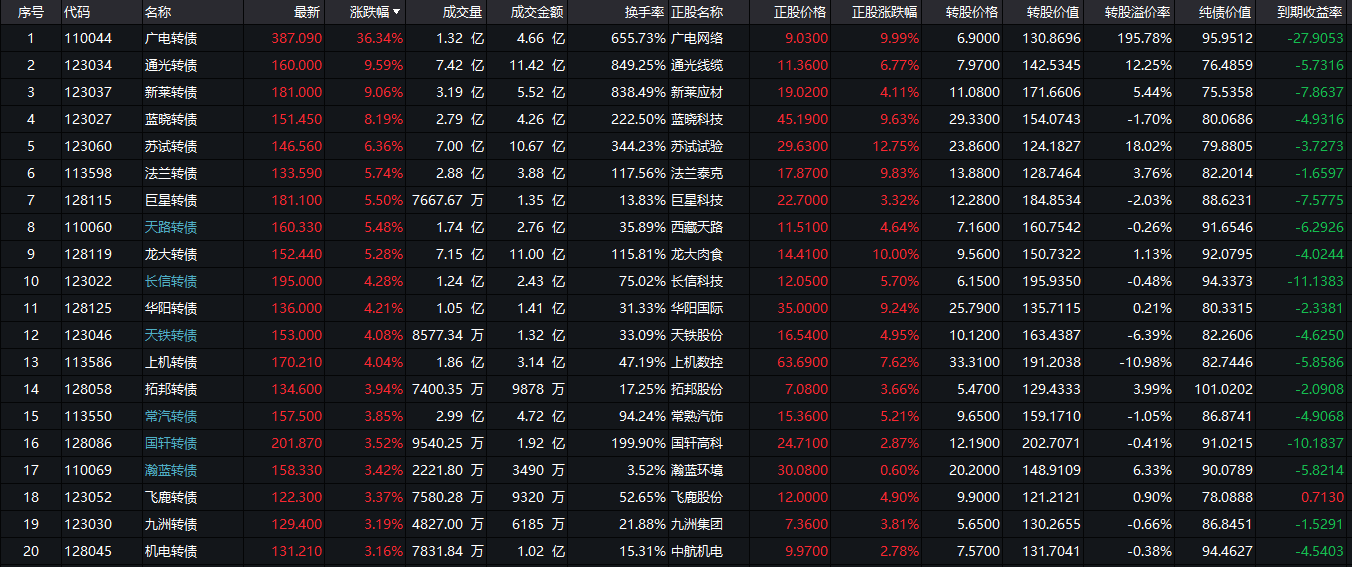 序号 代码 名称 最新 涨跌幅 成交量 成交金额 换手率 正股名称 正股价格 正股涨跌幅 转股价格 转股价值 转股溢价率 纯债价值 到期收益率
1 110044 广电转债 387.090 36.34% 1.32 亿 4.66 亿 655.73% 广电网络 9.0300 9.99% 6.9000 130.8696 195.78% 95.9512 -27.9053
2 123034 通光转债 160.000 9.59% 7.42 亿 11.42 亿 849.25% 通光线缆 11.3600 6.77% 7.9700 142.5345 12.25% 76.4859 -5.7316
3 123037 新莱转债 181.000 9.06% 3.19 亿 5.52 亿 838.49% 新莱应材 19.0200 4.11% 11.0800 171.6606 5.44% 75.5358 -7.8637
4 123027 蓝晓转债 151.450 8.19% 2.79 亿 4.26 亿 222.50% 蓝晓科技 45.1900 9.63% 29.3300 154.0743 -1.70% 80.0686 -4.9316
5 123060 苏试转债 146.560 6.36% 7.00 亿 10.67 亿 344.23% 苏试试验 29.6300 12.75% 23.8600 124.1827 18.02% 79.8805 -3.7273
6 113598 法兰转债 133.590 5.74% 2.88 亿 3.88 亿 117.56% 法兰泰克 17.8700 9.83% 13.8800 128.7464 3.76% 82.2014 -1.6597
7 128115 巨星转债 181.100 5.50% 7667.67 万 1.35 亿 13.83% 巨星科技 22.7000 3.32% 12.2800 184.8534 -2.03% 88.6231 -7.5775
8 110060 天路转债 160.330 5.48% 1.74 亿 2.76 亿 35.89% 西藏天路 11.5100 4.64% 7.1600 160.7542 -0.26% 91.6546 -6.2926
9 128119 龙大转债 152.440 5.28% 7.15 亿 11.00 亿 115.81% 龙大肉食 14.4100 10.00% 9.5600 150.7322 1.13% 92.0795 -4.0244
10 123022 长信转债 195.000 4.28% 1.24 亿 2.43 亿 75.02% 长信科技 12.0500 5.70% 6.1500 195.9350 -0.48% 94.3373 -11.1383
11 128125 华阳转债 136.000 4.21% 1.05 亿 1.41 亿 31.33% 华阳国际 35.0000 9.24% 25.7900 135.7115 0.21% 80.3315 -2.3381
12 123046 天铁转债 153.000 4.08% 8577.34 万 1.32 亿 33.09% 天铁股份 16.5400 4.95% 10.1200 163.4387 -6.39% 82.2606 -4.6250
13 113586 上机转债 170.210 4.04% 1.86 亿 3.14 亿 47.19% 上机数控 63.6900 7.62% 33.3100 191.2038 -10.98% 82.7446 -5.8586
14 128058 拓邦转债 134.600 3.94% 7400.35 万 9878 万 17.25% 拓邦股份 7.0800 3.66% 5.4700 129.4333 3.99% 101.0202 -2.0908
15 113550 常汽转债 157.500 3.85% 2.99 亿 4.72 亿 94.24% 常熟汽饰 15.3600 5.21% 9.6500 159.1710 -1.05% 86.8741 -4.9068
16 128086 国轩转债 201.870 3.52% 9540.25 万 1.92 亿 199.90% 国轩高科 24.7100 2.87% 12.1900 202.7071 -0.41% 91.0215 -10.1837
17 110069 瀚蓝转债 158.330 3.42% 2221.80 万 3490 万 3.52% 瀚蓝环境 30.0800 0.60% 20.2000 148.9109 6.33% 90.0789 -5.8214
18 123052 飞鹿转债 122.300 3.37% 7580.28 万 9320 万 52.65% 飞鹿股份 12.0000 4.90% 9.9000 121.2121 0.90% 78.0888 0.7130
19 123030 九洲转债 129.400 3.19% 4827.00 万 6185 万 21.88% 九洲集团 7.3600 3.81% 5.6500 130.2655 -0.66% 86.8451 -1.5291
20 128045 机电转债 131.210 3.16% 7831.84 万 1.02 亿 15.31% 中航机电 9.9700 2.78% 7.5700 131.7041 -0.38% 94.4627 -4.5403